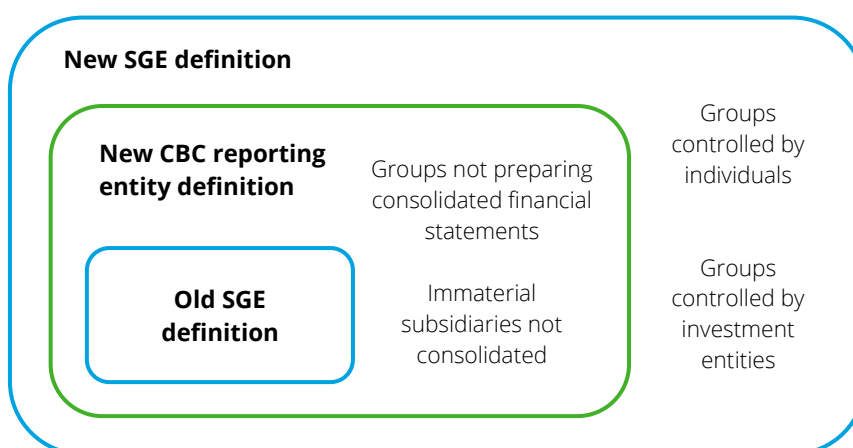 New SGE definition
New CBC reporting
entity definition
Groups not preparing
consolidated financial
statements
Groups
controlled by
individuals
Old SGE
definition
Immaterial
subsidiaries not
consolidated
Groups
controlled by
investment
entities